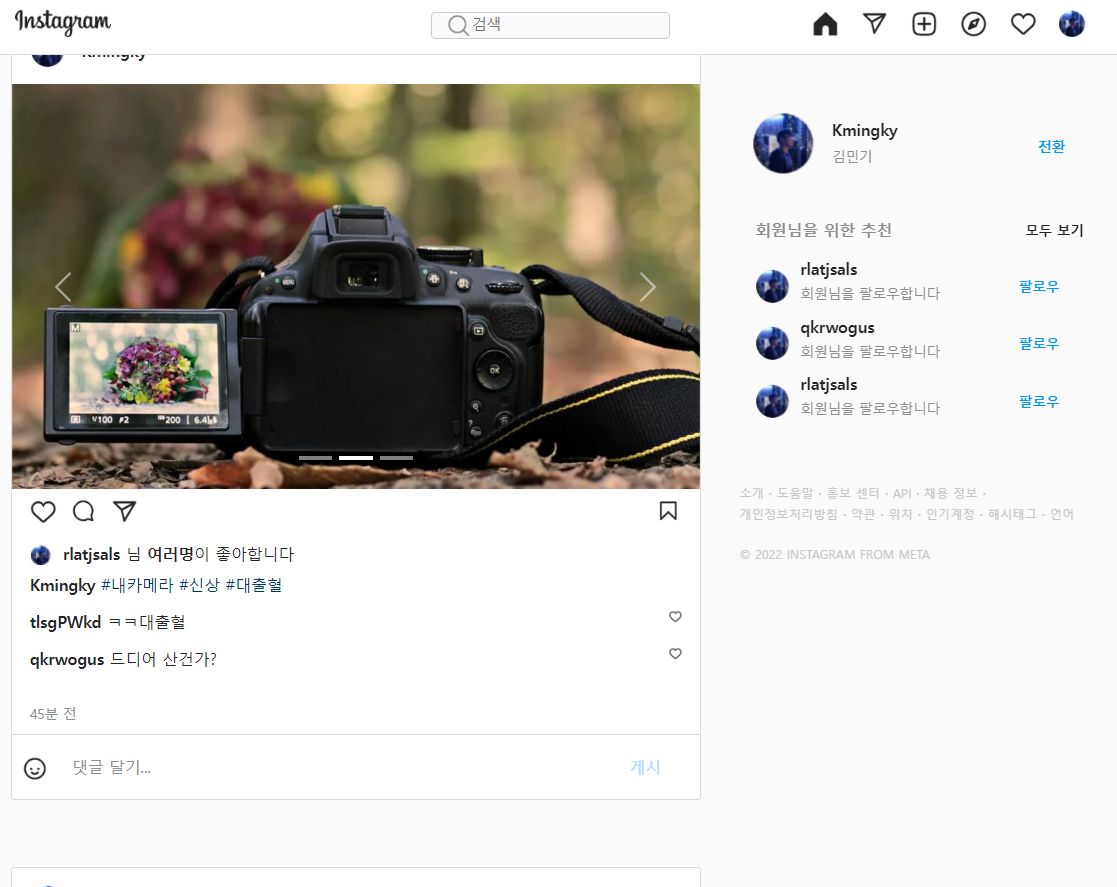 Instagram
검색
Kmingky
Kmingky
김민기
전환
회원님을 위한 추천
모두 보기
rlatjsals
회원님을 팔로우합니다
팔로우
qkrwogus
회원님을 팔로우합니다
팔로우
rlatjsals
회원님을 팔로우합니다
팔로우
소개 · 도움말 · 홍보 센터 · API · 채용 정보 ·
개인정보처리방침 · 약관 · 위치 · 인기계정 · 해시태그 · 언어
© 2022 INSTAGRAM FROM META
MENU
OK
M
1/100 F2 ISO 200 [ 6.4]k
rlatjsals 님 여러명이 좋아합니다
Kmingky #내카메라 #신상 #대출혈
tlsgPWkd ㅋㅋ대출혈
qkrwogus 드디어 산건가?
45분 전
댓글 달기...
게시